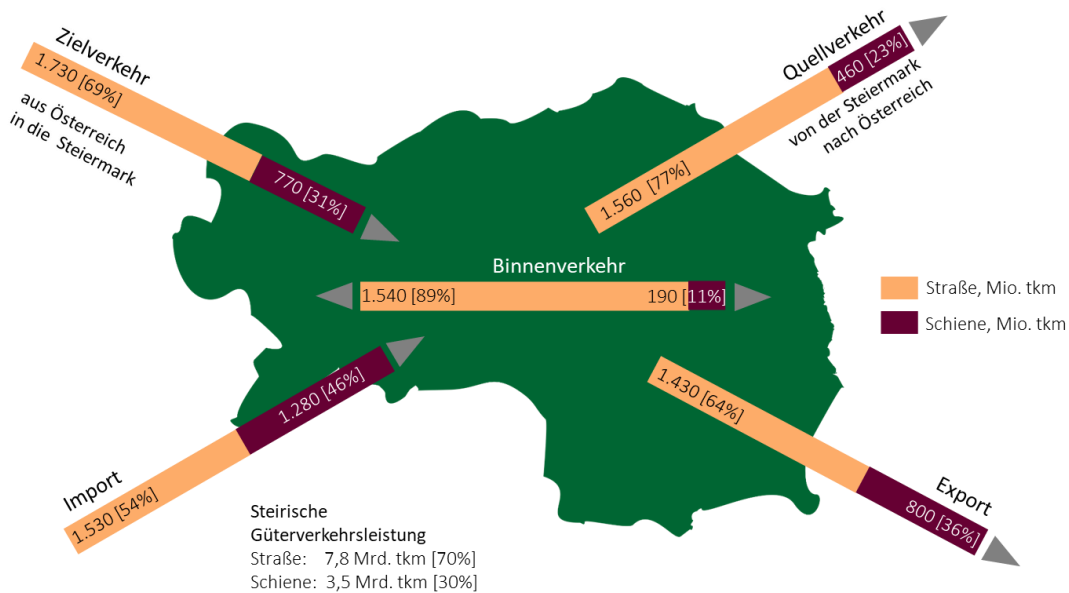 Zielverkehr
1.730 [69%]
770 [31%]
aus Österreich
in die Steiermark
Quellverkehr
460 [23%]
1.560 [77%]
von der Steiermark
nach Österreich
Binnenverkehr
1.540 [89%]
190 [11%]
Straße, Mio. tkm
Schiene, Mio. tkm
Import
1.530 [54%]
1.280 [46%]
Export
1.430 [64%]
800 [36%]
Steirische
Güterverkehrsleistung
Straße: 7,8 Mrd. tkm [70%]
Schiene: 3,5 Mrd. tkm [30%]